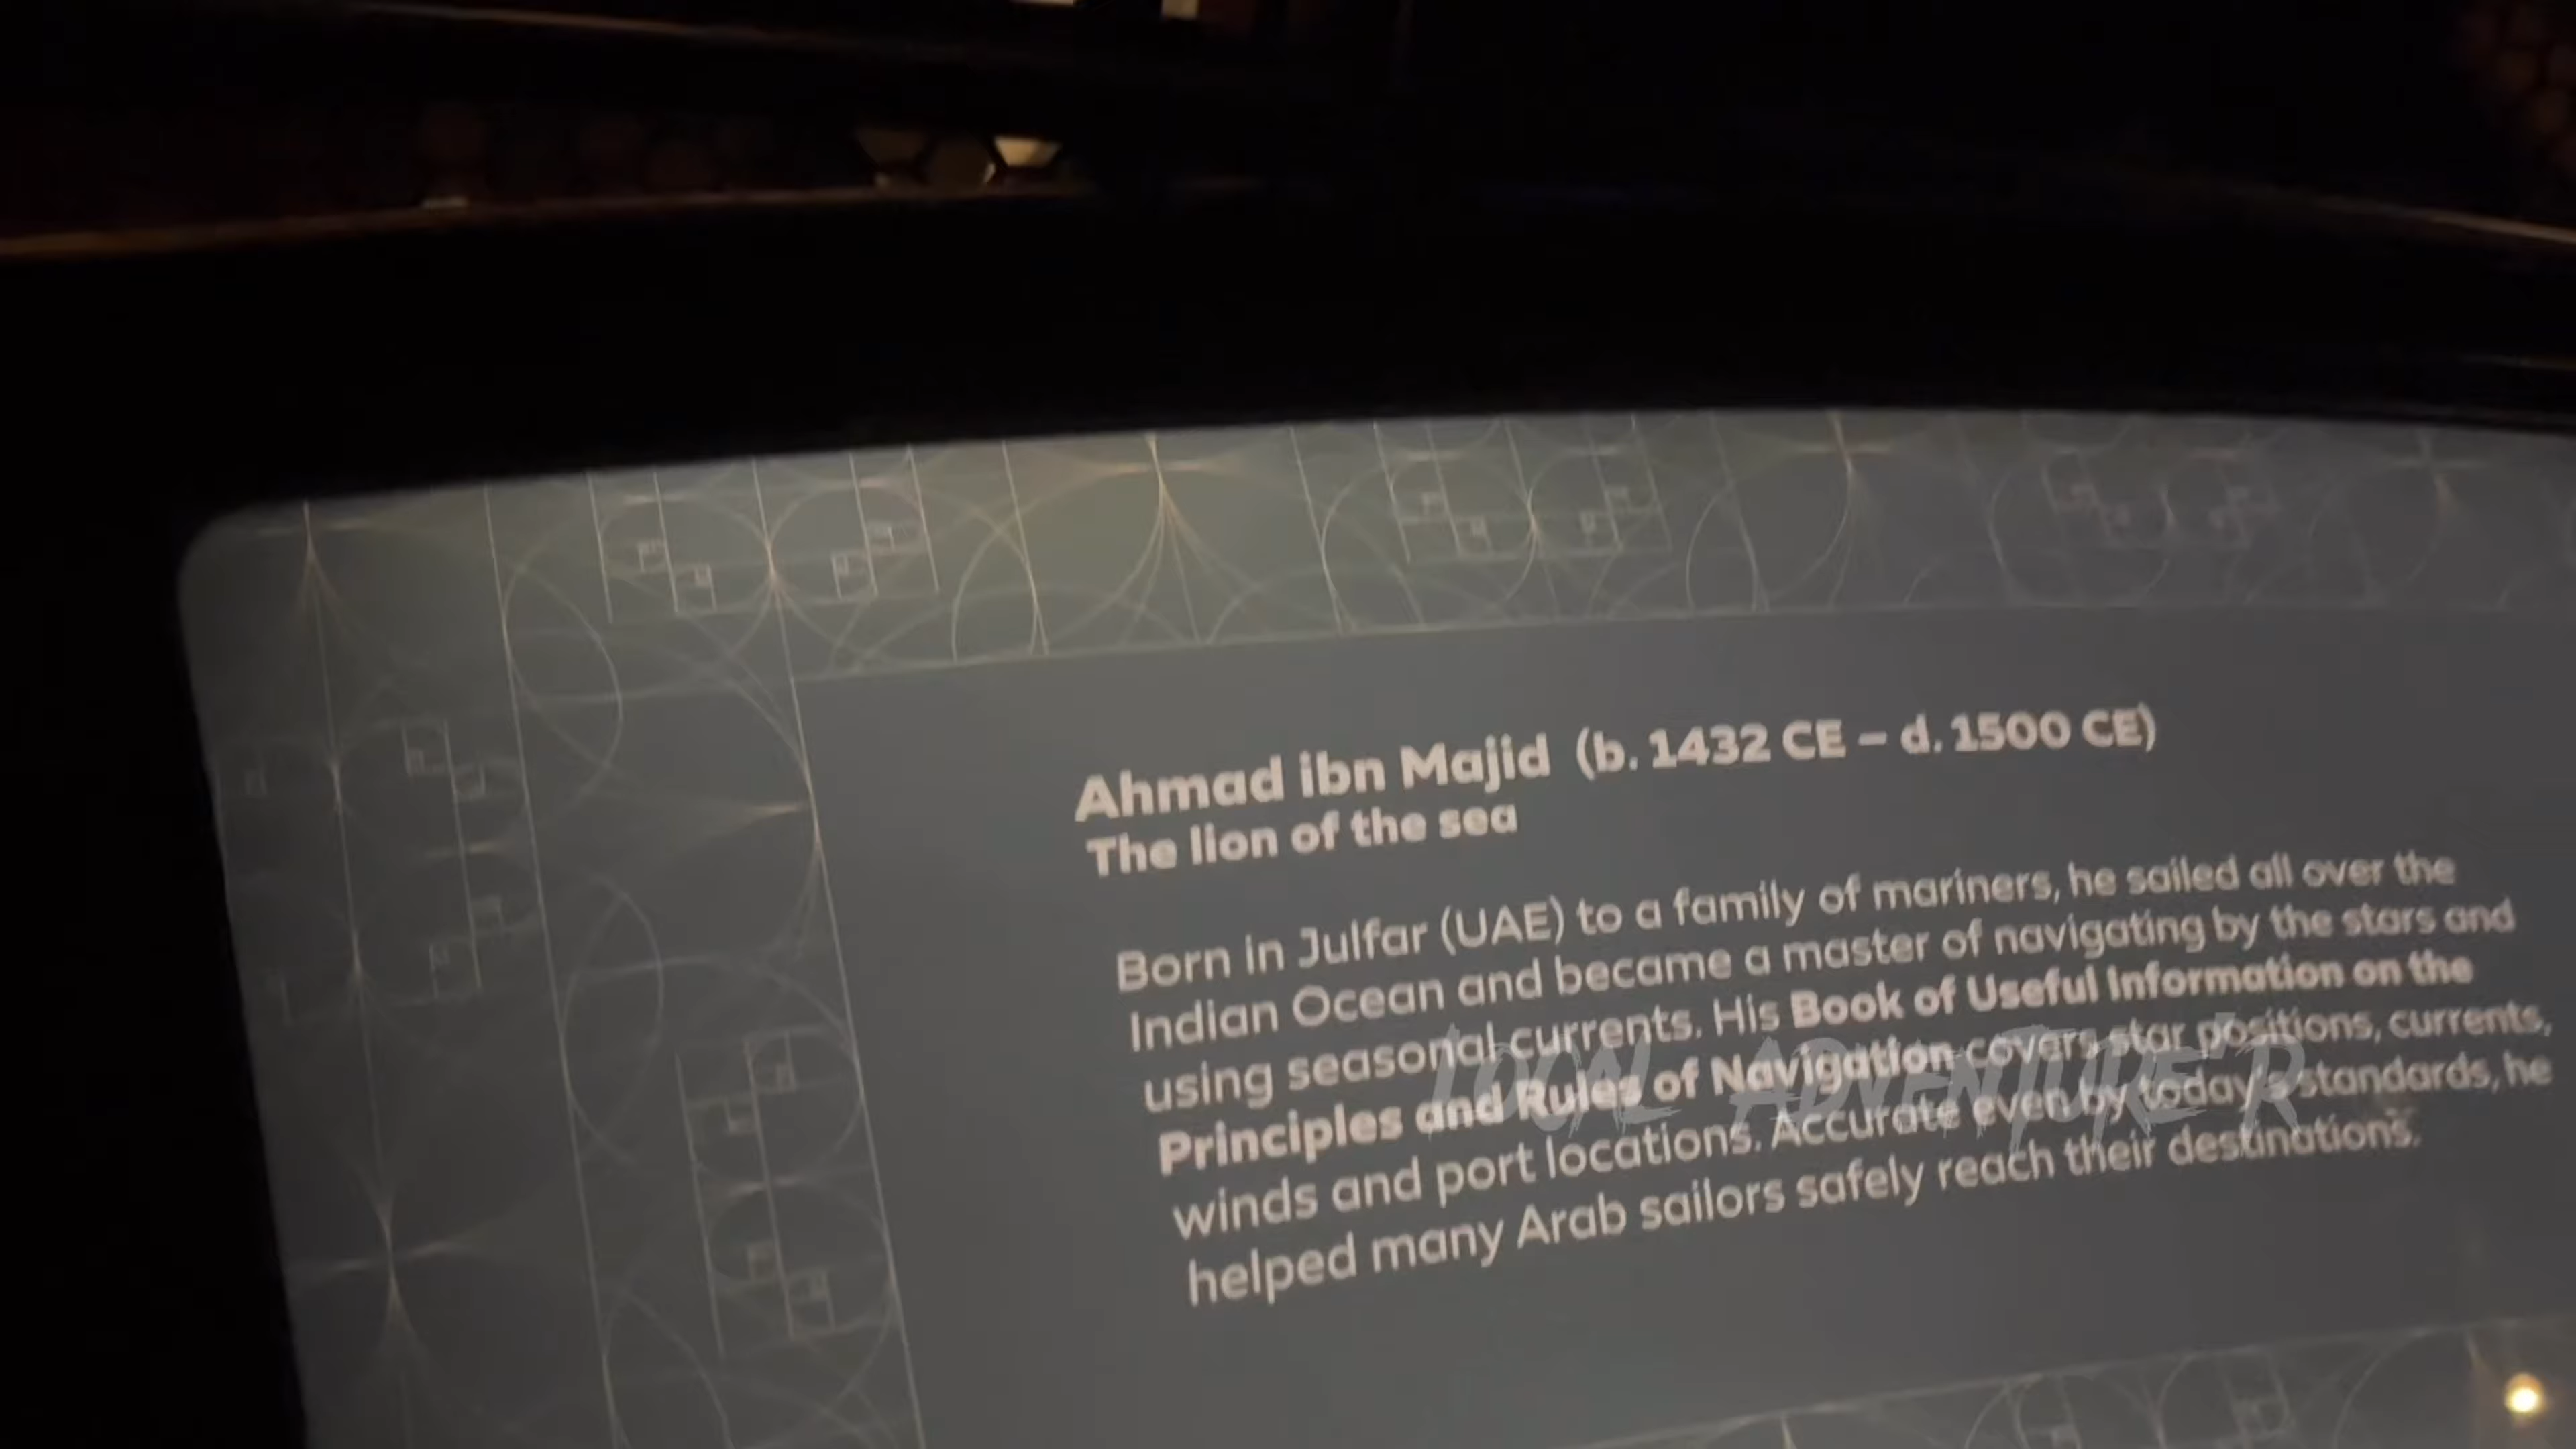 Ahmad ibn Majid (b. 1432 CE – d. 1500 CE)
The lion of the sea
Born in Julfar (UAE) to a family of mariners, he sailed all over the
Indian Ocean and became a master of navigating by the stars and
using seasonal currents. His Book of Useful Information on the
Principles and Rules of Navigation covers star positions, currents,
winds and port locations. Accurate even by today's standards, he
helped many Arab sailors safely reach their destinations.
LOCAL ADVENTURE'R